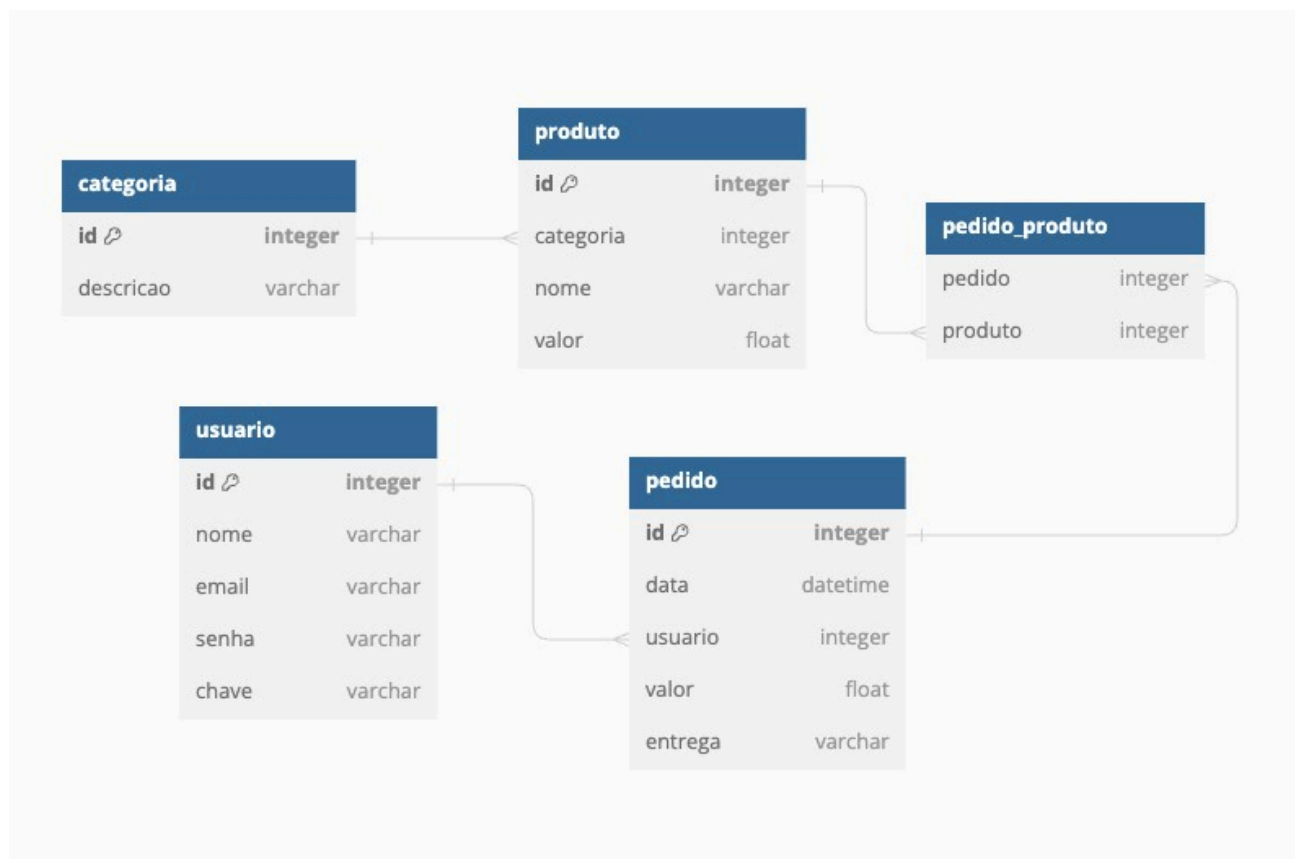 categoria
id integer
descricao varchar
produto
id integer
categoria integer
nome varchar
valor float
pedido_produto
pedido integer
produto integer
usuario
id integer
nome varchar
email varchar
senha varchar
chave varchar
pedido
id integer
data datetime
usuario integer
valor float
entrega varchar